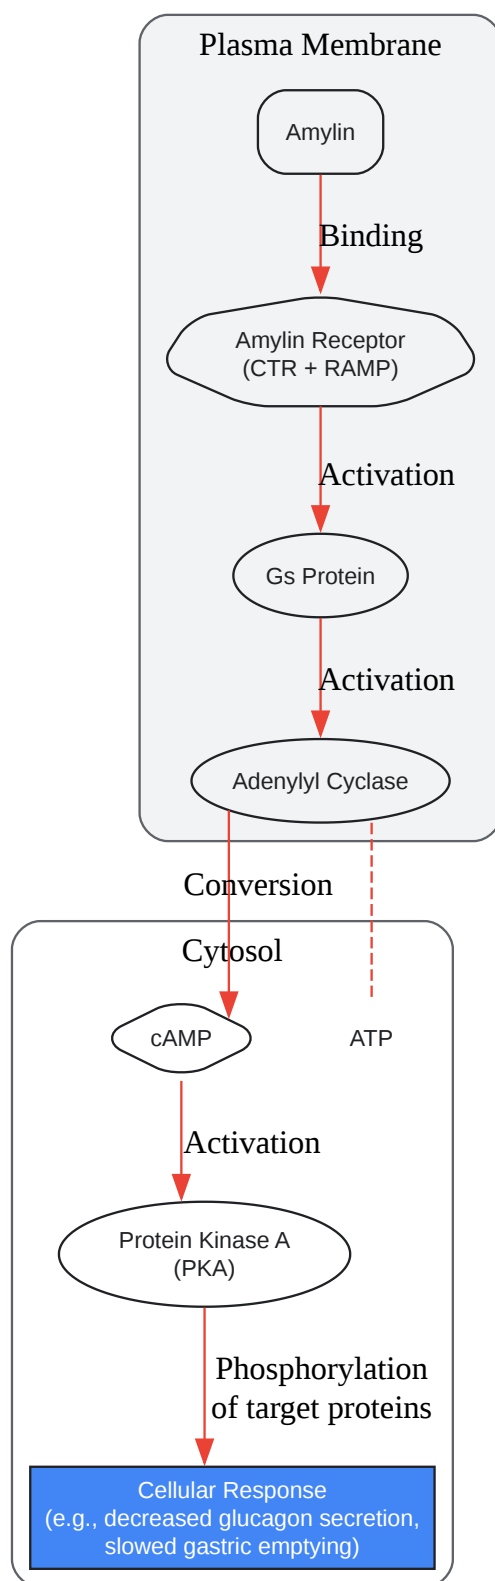 Plasma Membrane
Amylin
Binding
Amylin Receptor
(CTR + RAMP)
Activation
Gs Protein
Activation
Adenylyl Cyclase
Conversion
Cytosol
cAMP
ATP
Activation
Protein Kinase A
(PKA)
Phosphorylation
of target proteins
Cellular Response
(e.g., decreased glucagon secretion,
slowed gastric emptying)